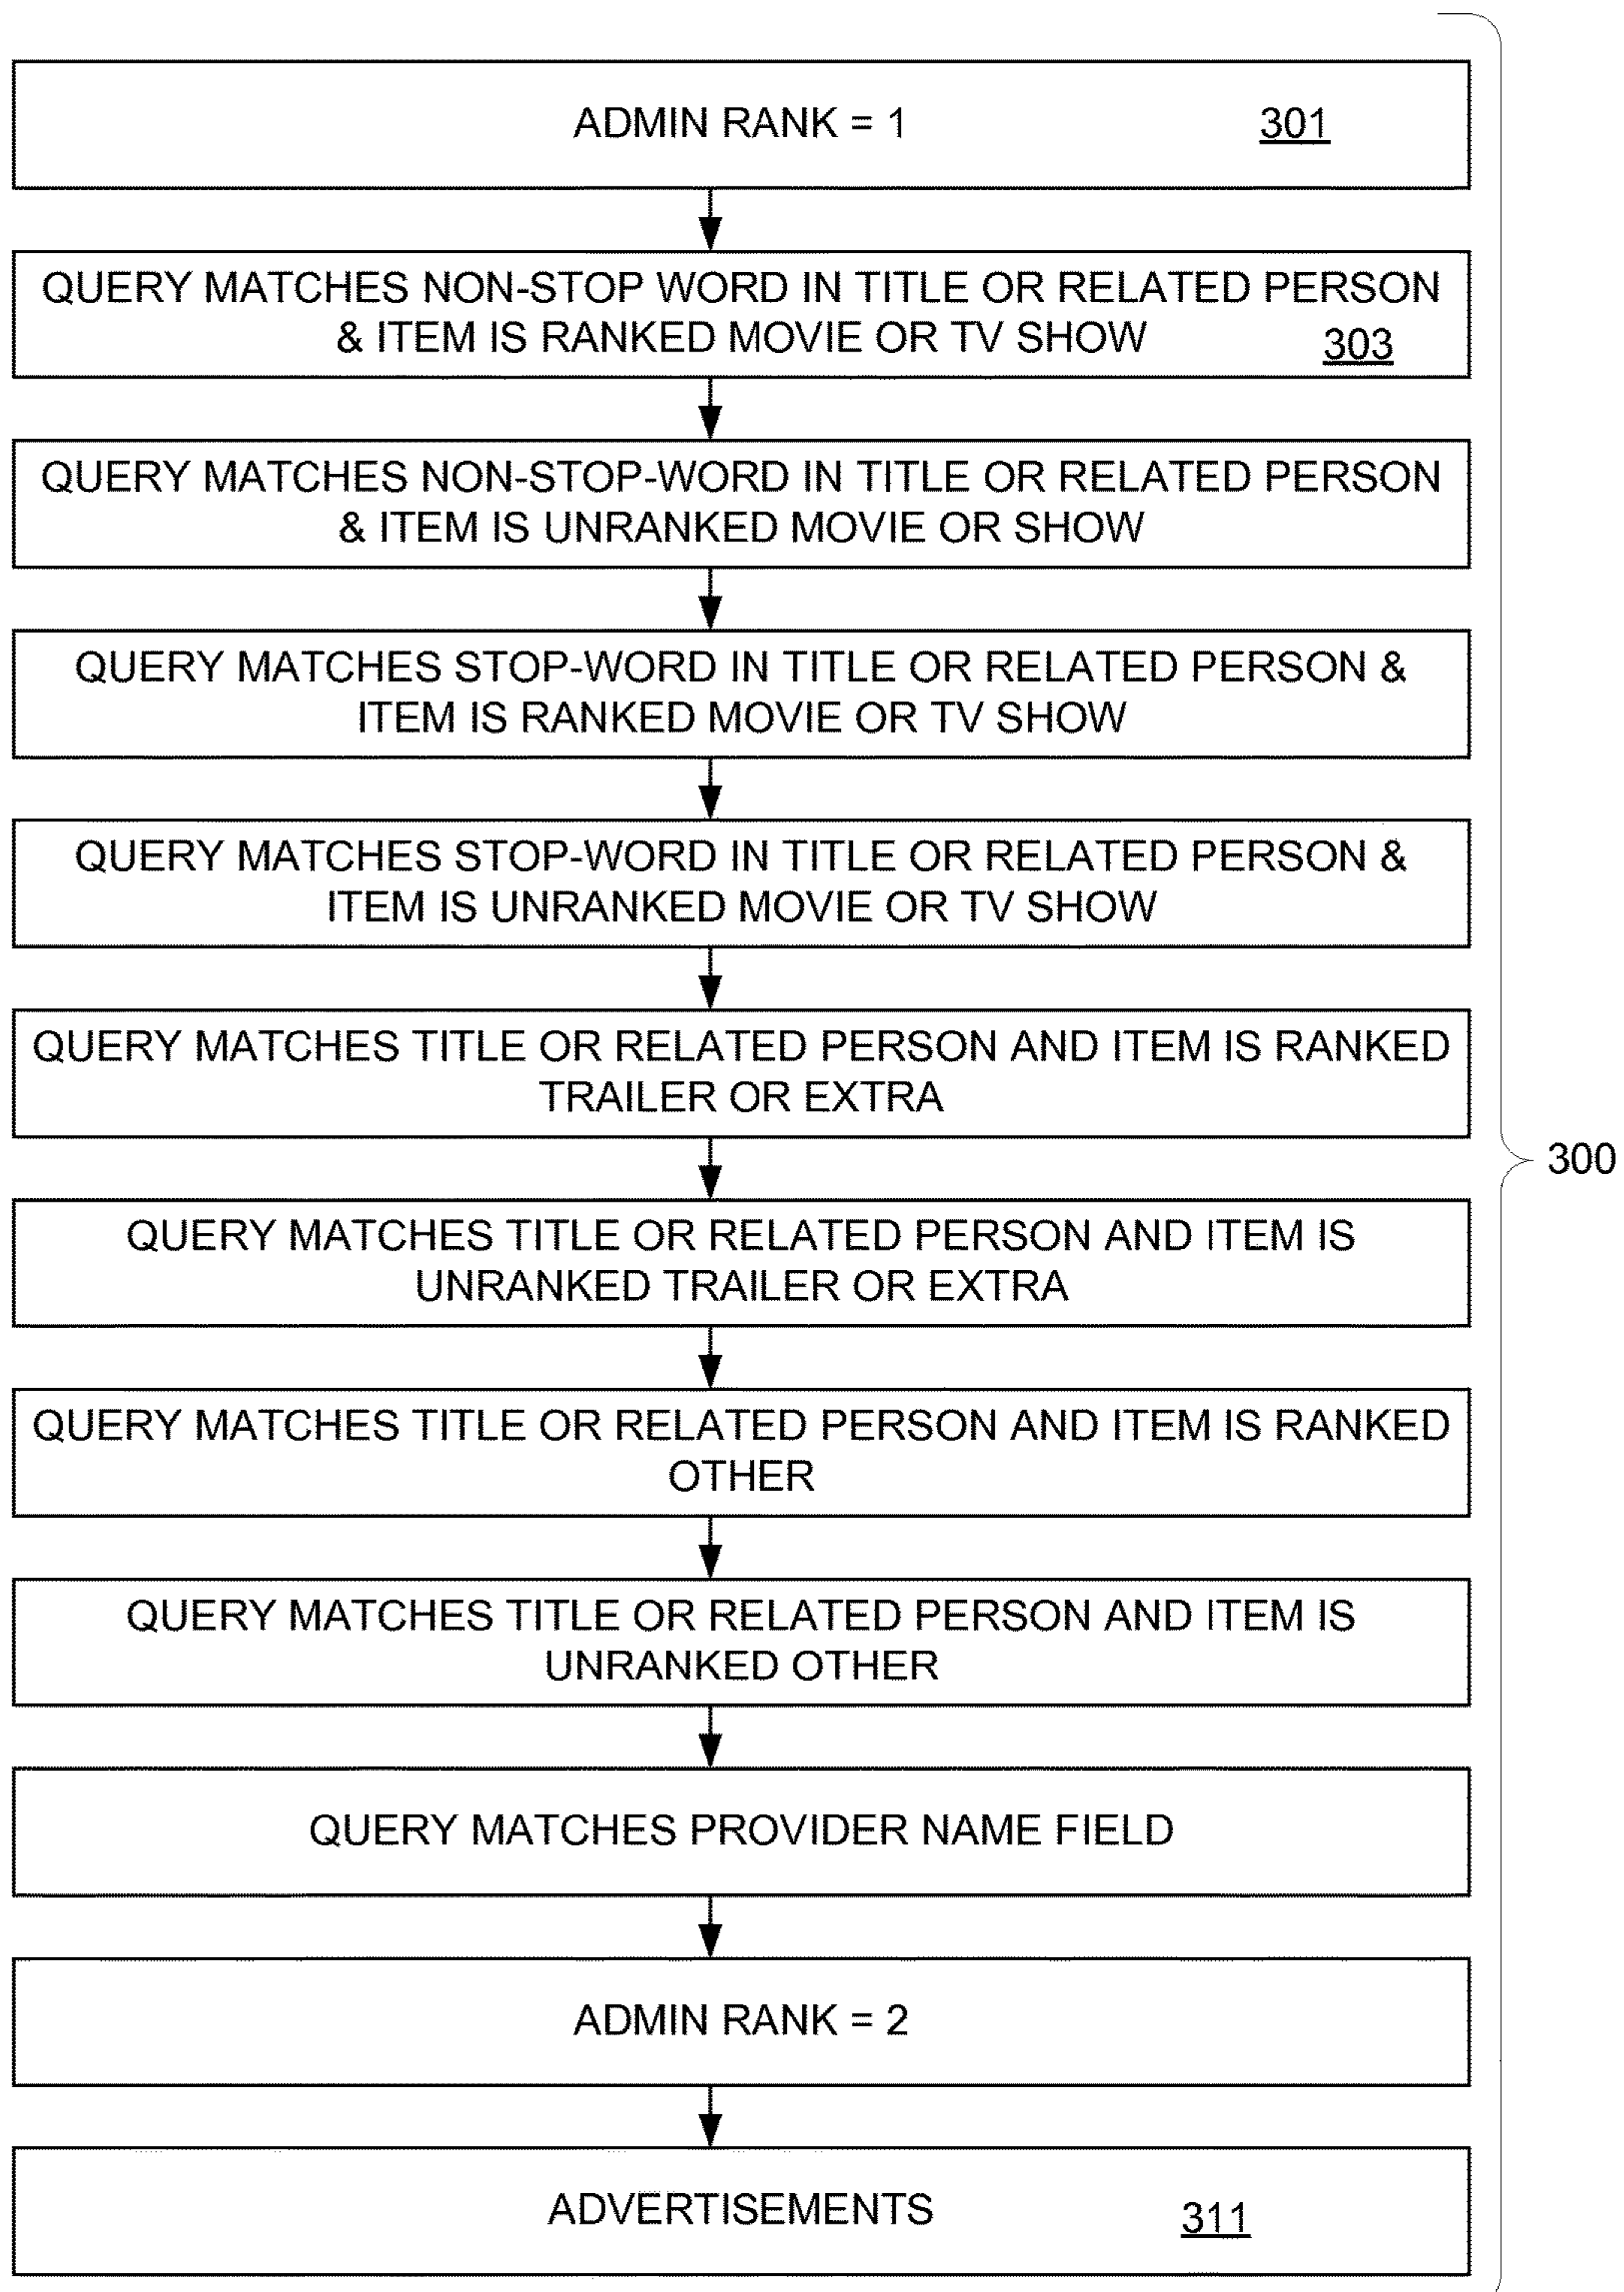 ADMIN RANK = 1 301
QUERY MATCHES NON-STOP WORD IN TITLE OR RELATED PERSON
& ITEM IS RANKED MOVIE OR TV SHOW 303
QUERY MATCHES NON-STOP-WORD IN TITLE OR RELATED PERSON
& ITEM IS UNRANKED MOVIE OR SHOW
QUERY MATCHES STOP-WORD IN TITLE OR RELATED PERSON &
ITEM IS RANKED MOVIE OR TV SHOW
QUERY MATCHES STOP-WORD IN TITLE OR RELATED PERSON &
ITEM IS UNRANKED MOVIE OR TV SHOW
QUERY MATCHES TITLE OR RELATED PERSON AND ITEM IS RANKED
TRAILER OR EXTRA
300
QUERY MATCHES TITLE OR RELATED PERSON AND ITEM IS
UNRANKED TRAILER OR EXTRA
QUERY MATCHES TITLE OR RELATED PERSON AND ITEM IS RANKED
OTHER
QUERY MATCHES TITLE OR RELATED PERSON AND ITEM IS
UNRANKED OTHER
QUERY MATCHES PROVIDER NAME FIELD
ADMIN RANK = 2
ADVERTISEMENTS 311